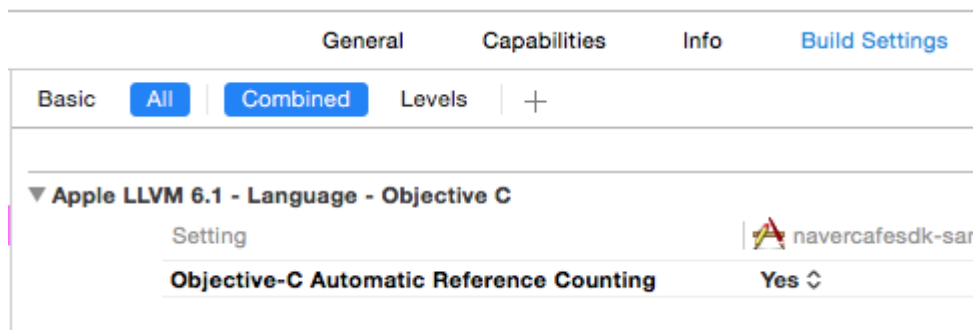 General Capabilities Info Build Settings
Basic All Combined Levels
Apple LLVM 6.1 - Language - Objective C
Setting navercafesdk-sar
Objective-C Automatic Reference Counting Yes